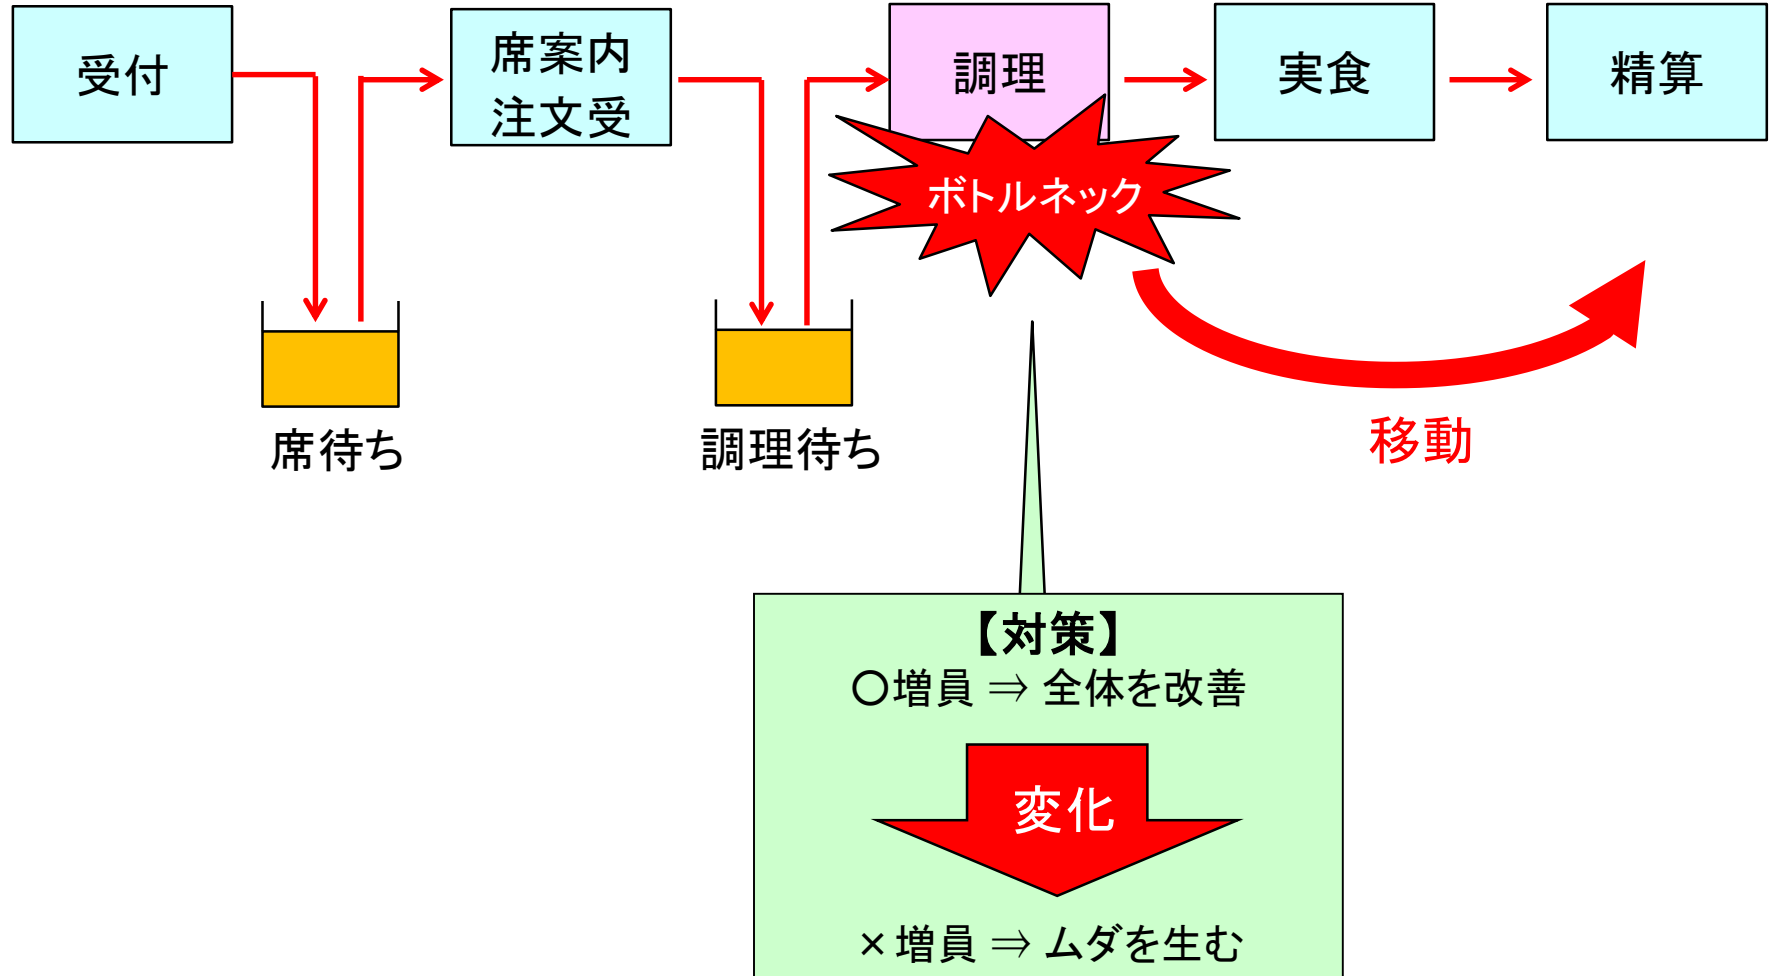 受付
席案内
注文受
調理
実食
精算
ボトルネック
席待ち
調理待ち
移動
【対策】
○増員 ⇒ 全体を改善
変化
×増員 ⇒ ムダを生む